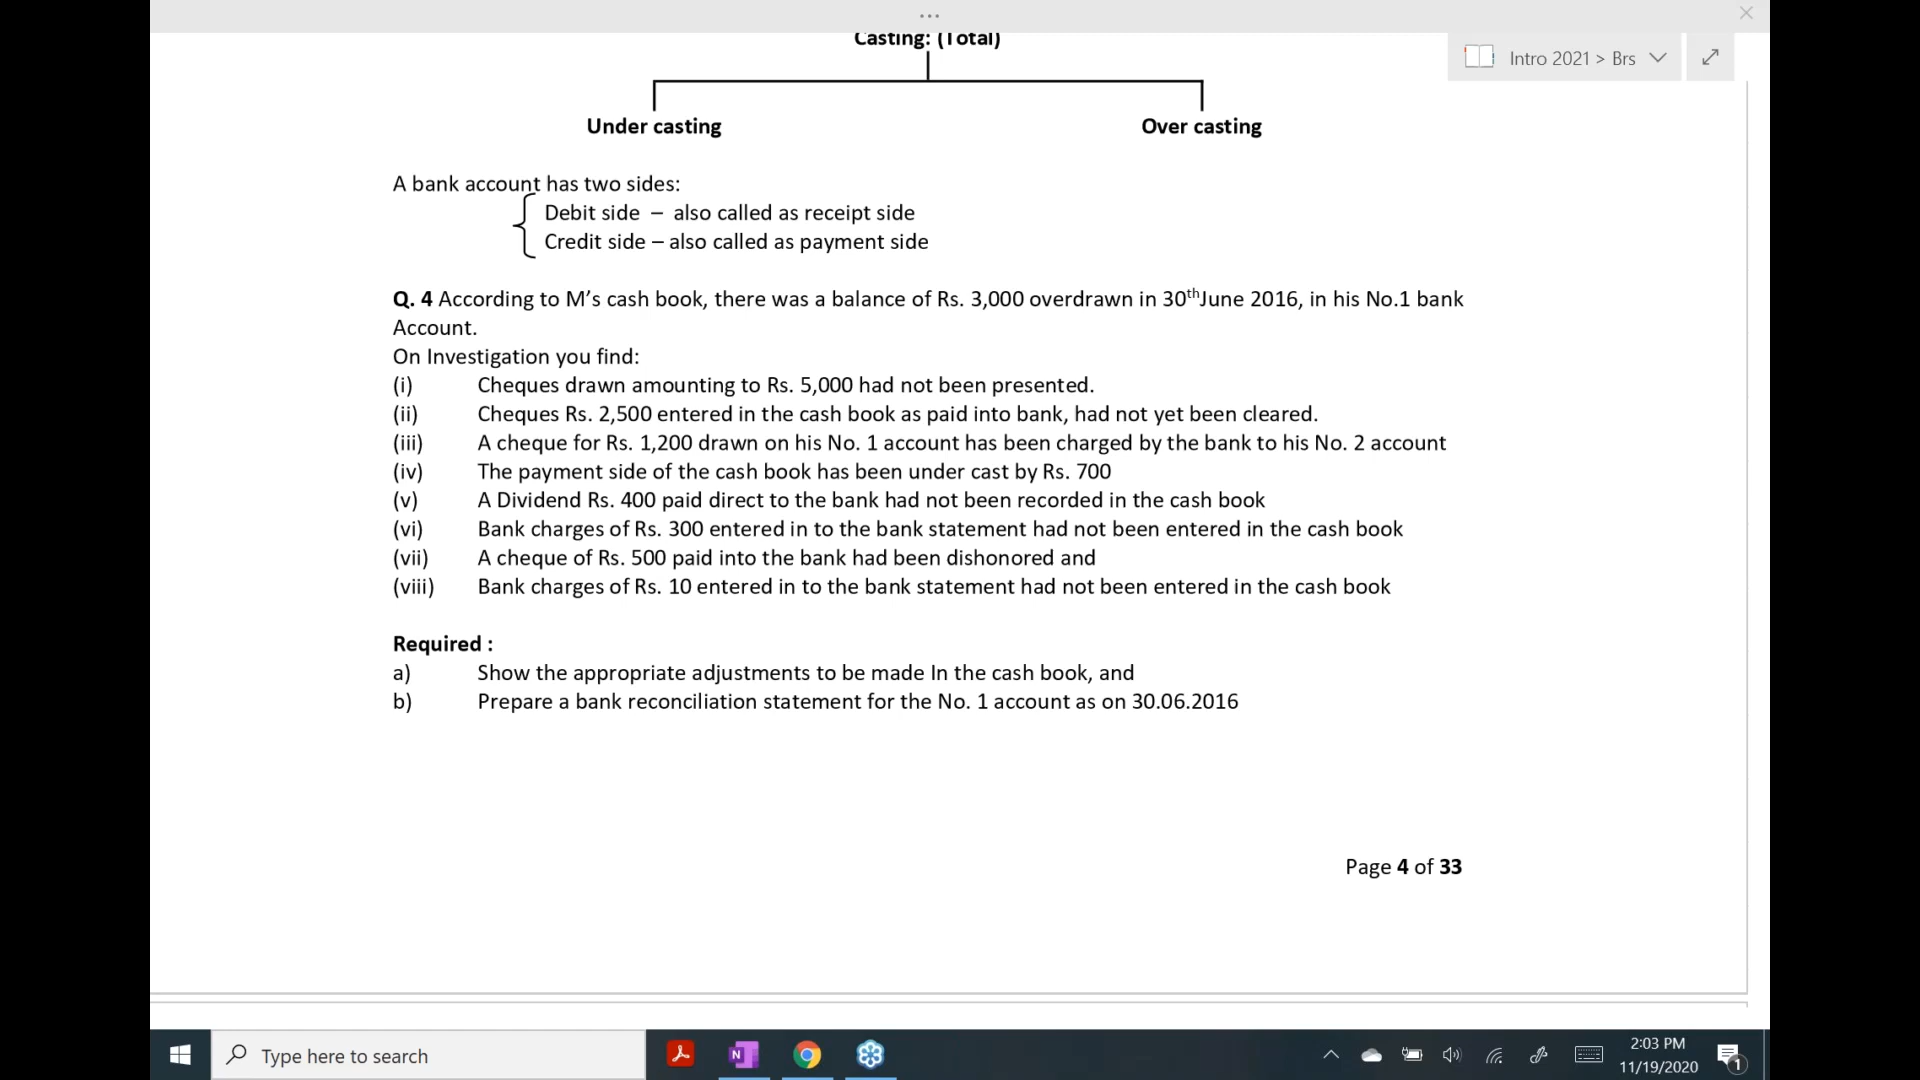 Casting: (Total)
Intro 2021 > Brs
Under casting
Over casting
A bank account has two sides:
Debit side – also called as receipt side
Credit side – also called as payment side
Q. 4 According to M’s cash book, there was a balance of Rs. 3,000 overdrawn in 30thJune 2016, in his No.1 bank
Account.
On Investigation you find:
(i) Cheques drawn amounting to Rs. 5,000 had not been presented.
(ii) Cheques Rs. 2,500 entered in the cash book as paid into bank, had not yet been cleared.
(iii) A cheque for Rs. 1,200 drawn on his No. 1 account has been charged by the bank to his No. 2 account
(iv) The payment side of the cash book has been under cast by Rs. 700
(v) A Dividend Rs. 400 paid direct to the bank had not been recorded in the cash book
(vi) Bank charges of Rs. 300 entered in to the bank statement had not been entered in the cash book
(vii) A cheque of Rs. 500 paid into the bank had been dishonored and
(viii) Bank charges of Rs. 10 entered in to the bank statement had not been entered in the cash book
Required :
a) Show the appropriate adjustments to be made In the cash book, and
b) Prepare a bank reconciliation statement for the No. 1 account as on 30.06.2016
Page 4 of 33
Type here to search
N
2:03 PM
11/19/2020
1